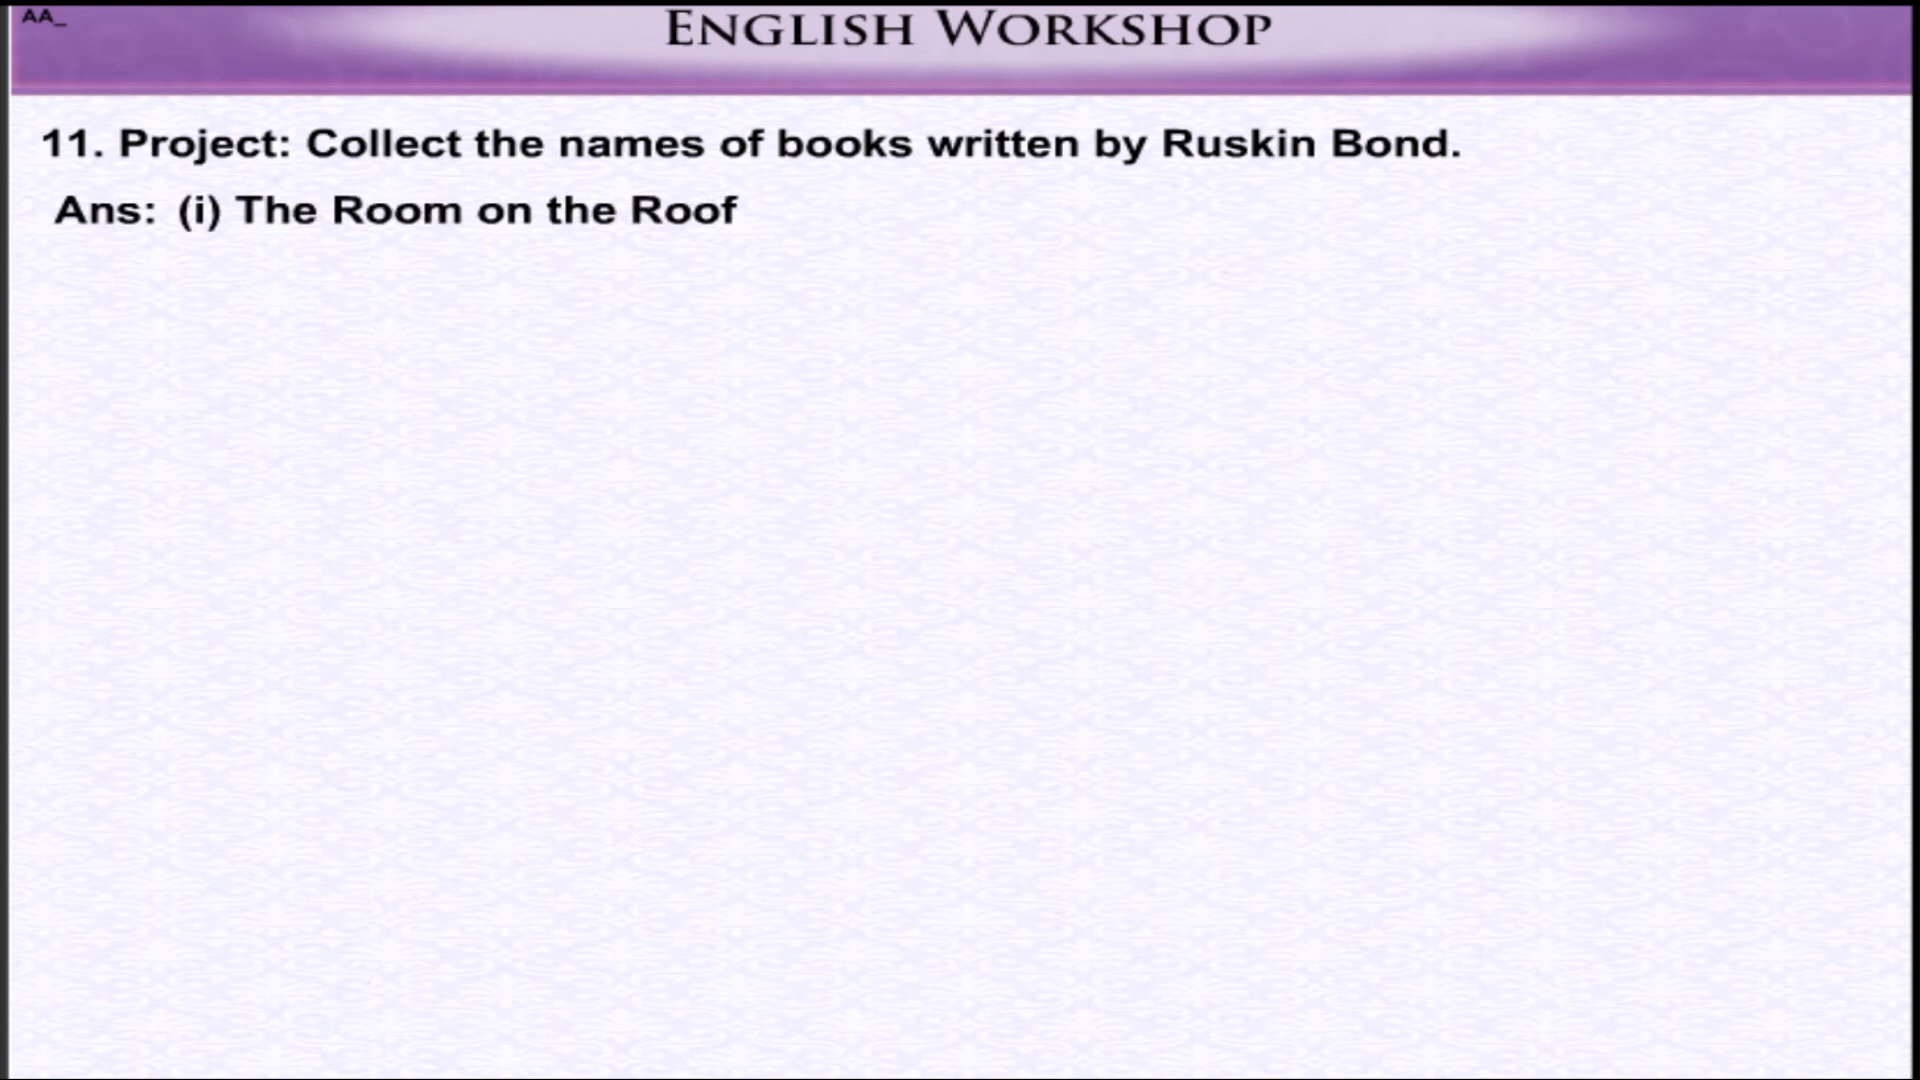 AA_
ENGLISH WORKSHOP
11. Project: Collect the names of books written by Ruskin Bond.
Ans: (i) The Room on the Roof